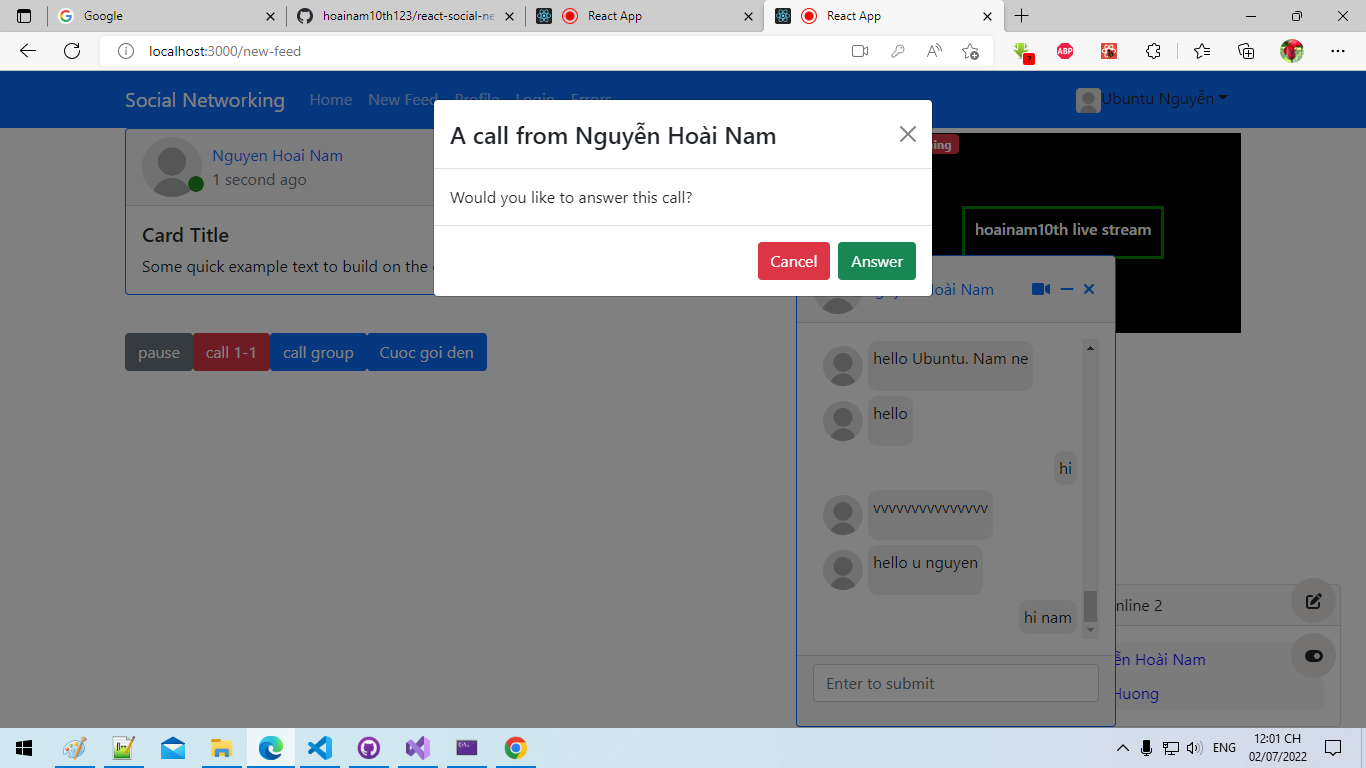 Google
hoainam10th123/react-social-ne
React App
React App
localhost:3000/new-feed
ABP
?
Social Networking
Home
New Feed
Profile
Login
Errors
Ubuntu Nguyễn
A call from Nguyễn Hoài Nam
Would you like to answer this call?
Cancel
Answer
Nguyen Hoai Nam
1 second ago
Card Title
Some quick example text to build on the
hoainam10th live stream
pause
call 1-1
call group
Cuoc goi den
Hoài Nam
hello Ubuntu. Nam ne
hello
hi
vvvvvvvvvvvvvvv
hello u nguyen
hi nam
Enter to submit
nline 2
ễn Hoài Nam
Huong
ENG
12:01 CH
02/07/2022